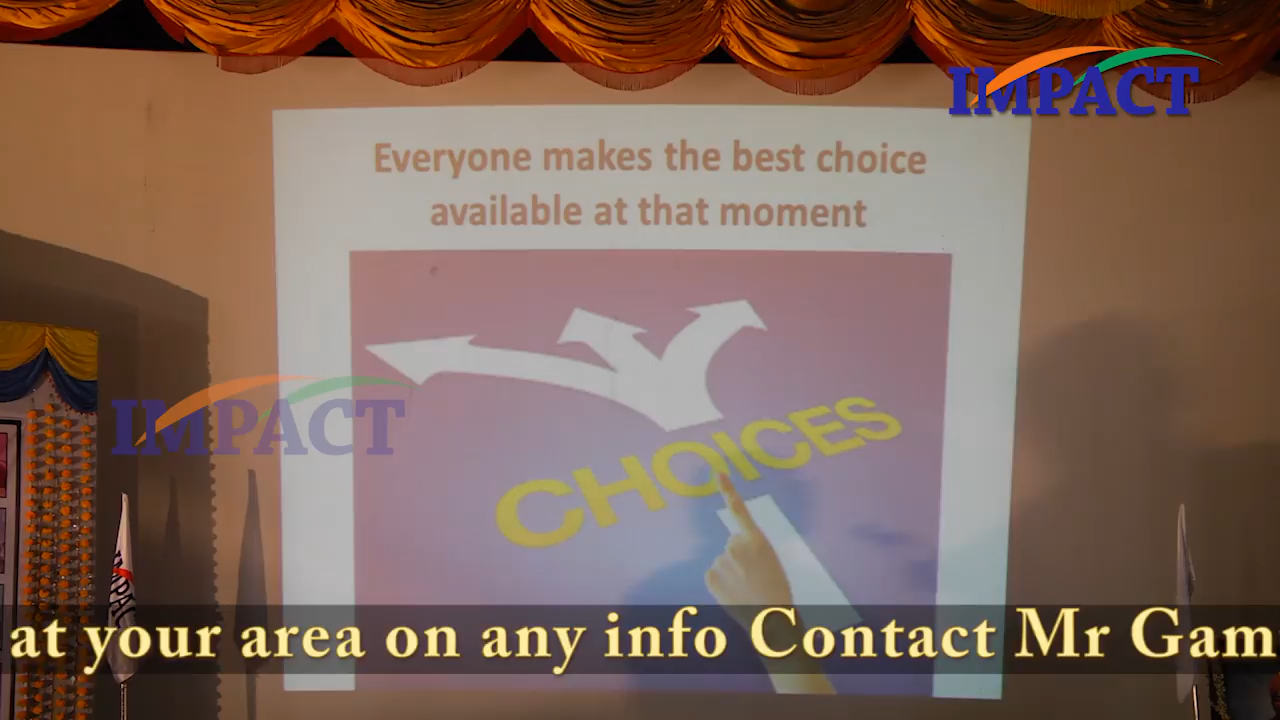 IMPACT
Everyone makes the best choice
available at that moment
CHOICES
IMPACT
IMPAC
at your area on any info Contact Mr Gam